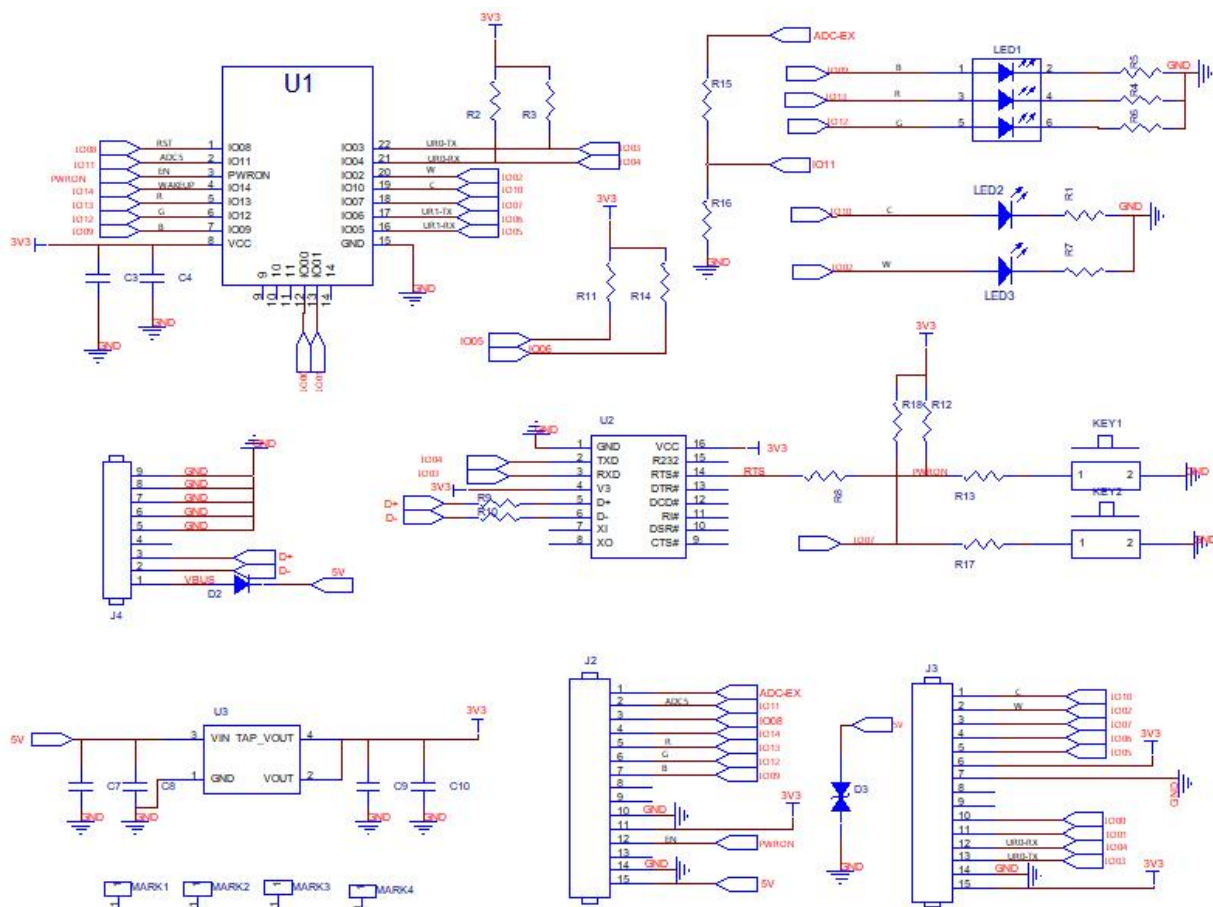 3V3
U1
R2
R3
IO08 RST 1 IO08 IO03 22 UR0-TX IO03
IO11 ADC5 2 IO11 IO04 21 UR0-RX IO04
PWRON EN 3 PWRON IO02 20 W IO02
IO14 WAKEUP 4 IO14 IO10 19 C IO10
IO13 R 5 IO13 IO07 18 IO07
IO12 G 6 IO12 IO06 17 UR1-TX IO06
IO09 B 7 IO09 IO05 16 UR1-RX IO05
3V3 8 VCC GND 15
9 10 11 IO00 IO01 14
9 10 11 12 13 14
C3 C4
GND
GND
GND
IO00
3V3
R11 R14
IO05
IO06
ADC-EX
R15
IO11
R16
GND
LED1
IO09 B 1 2 R5 GND
IO13 R 3 4 R4
IO12 G 5 6 R6
LED2
IO10 C R1 GND
IO02 W R7
LED3
J4
9 GND GND
8 GND
7 GND
6 GND
5 GND
4
3 D+
2 D-
1 VBUS D2 5V
U2
GND 1 GND VCC 16 3V3
IO04 2 TXD R232 15
IO03 3 RXD RTS# 14 RTS
3V3 4 V3 DTR# 13
D+ R9 5 D+ DCD# 12
D- R10 6 D- RI# 11
7 XI DSR# 10
8 XO CTS# 9
3V3
R18 R12
R8 PWRON R13
KEY1
1 2 GND
KEY2
IO07 R17 1 2 GND
U3
5V 3 VIN TAP_VOUT 4 3V3
1 GND VOUT 2
C7 C8 C9 C10
GND GND GND GND
MARK1 1
MARK2 1
MARK3 1
MARK4 1
J2
1 ADC-EX
2 ADC5 IO11
3 IO08
4 IO14
5 R IO13
6 G IO12
7 B IO09
8
9
10 GND
11 3V3
12 EN PWRON
13
14 GND
15 5V
5V
D3
GND
J3
1 C IO10
2 W IO02
3 IO07
4 IO06
5 IO05
6 3V3
7 GND
8
9
10 IO00
11 IO01
12 UR0-RX IO04
13 UR0-TX IO03
14 GND
15 3V3